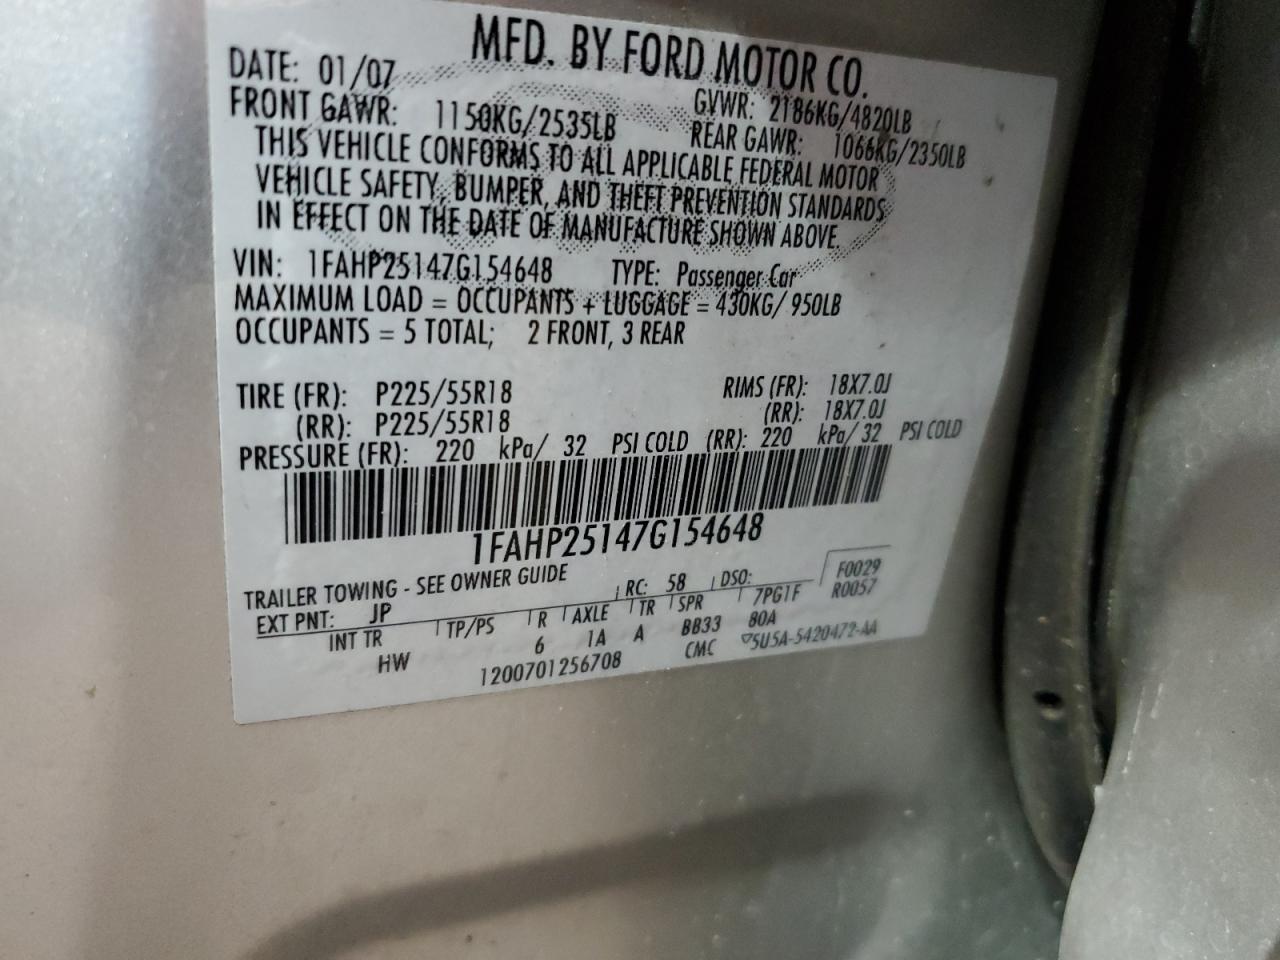 MFD. BY FORD MOTOR CO.
DATE: 01/07 GVWR: 2186KG/4820LB
FRONT GAWR: 1150KG/2535LB REAR GAWR: 1066KG/2350LB
THIS VEHICLE CONFORMS TO ALL APPLICABLE FEDERAL MOTOR
VEHICLE SAFETY, BUMPER, AND THEFT PREVENTION STANDARDS
IN EFFECT ON THE DATE OF MANUFACTURE SHOWN ABOVE.
VIN: 1FAHP25147G154648 TYPE: Passenger Car
MAXIMUM LOAD = OCCUPANTS + LUGGAGE = 430KG/ 950LB
OCCUPANTS = 5 TOTAL; 2 FRONT, 3 REAR
TIRE (FR): P225/55R18 RIMS (FR): 18X7.0J
(RR): P225/55R18 (RR): 18X7.0J
PRESSURE (FR): 220 kPa/ 32 PSI COLD (RR): 220 kPa/ 32 PSI COLD
1FAHP25147G154648
TRAILER TOWING - SEE OWNER GUIDE F0029
EXT PNT: JP RC: 58 DSO: R0057
INT TR TP/PS R AXLE TR SPR 7PG1F
HW 6 1A A BB33 80A
1200701256708 CMC 5U5A-5420472-AA